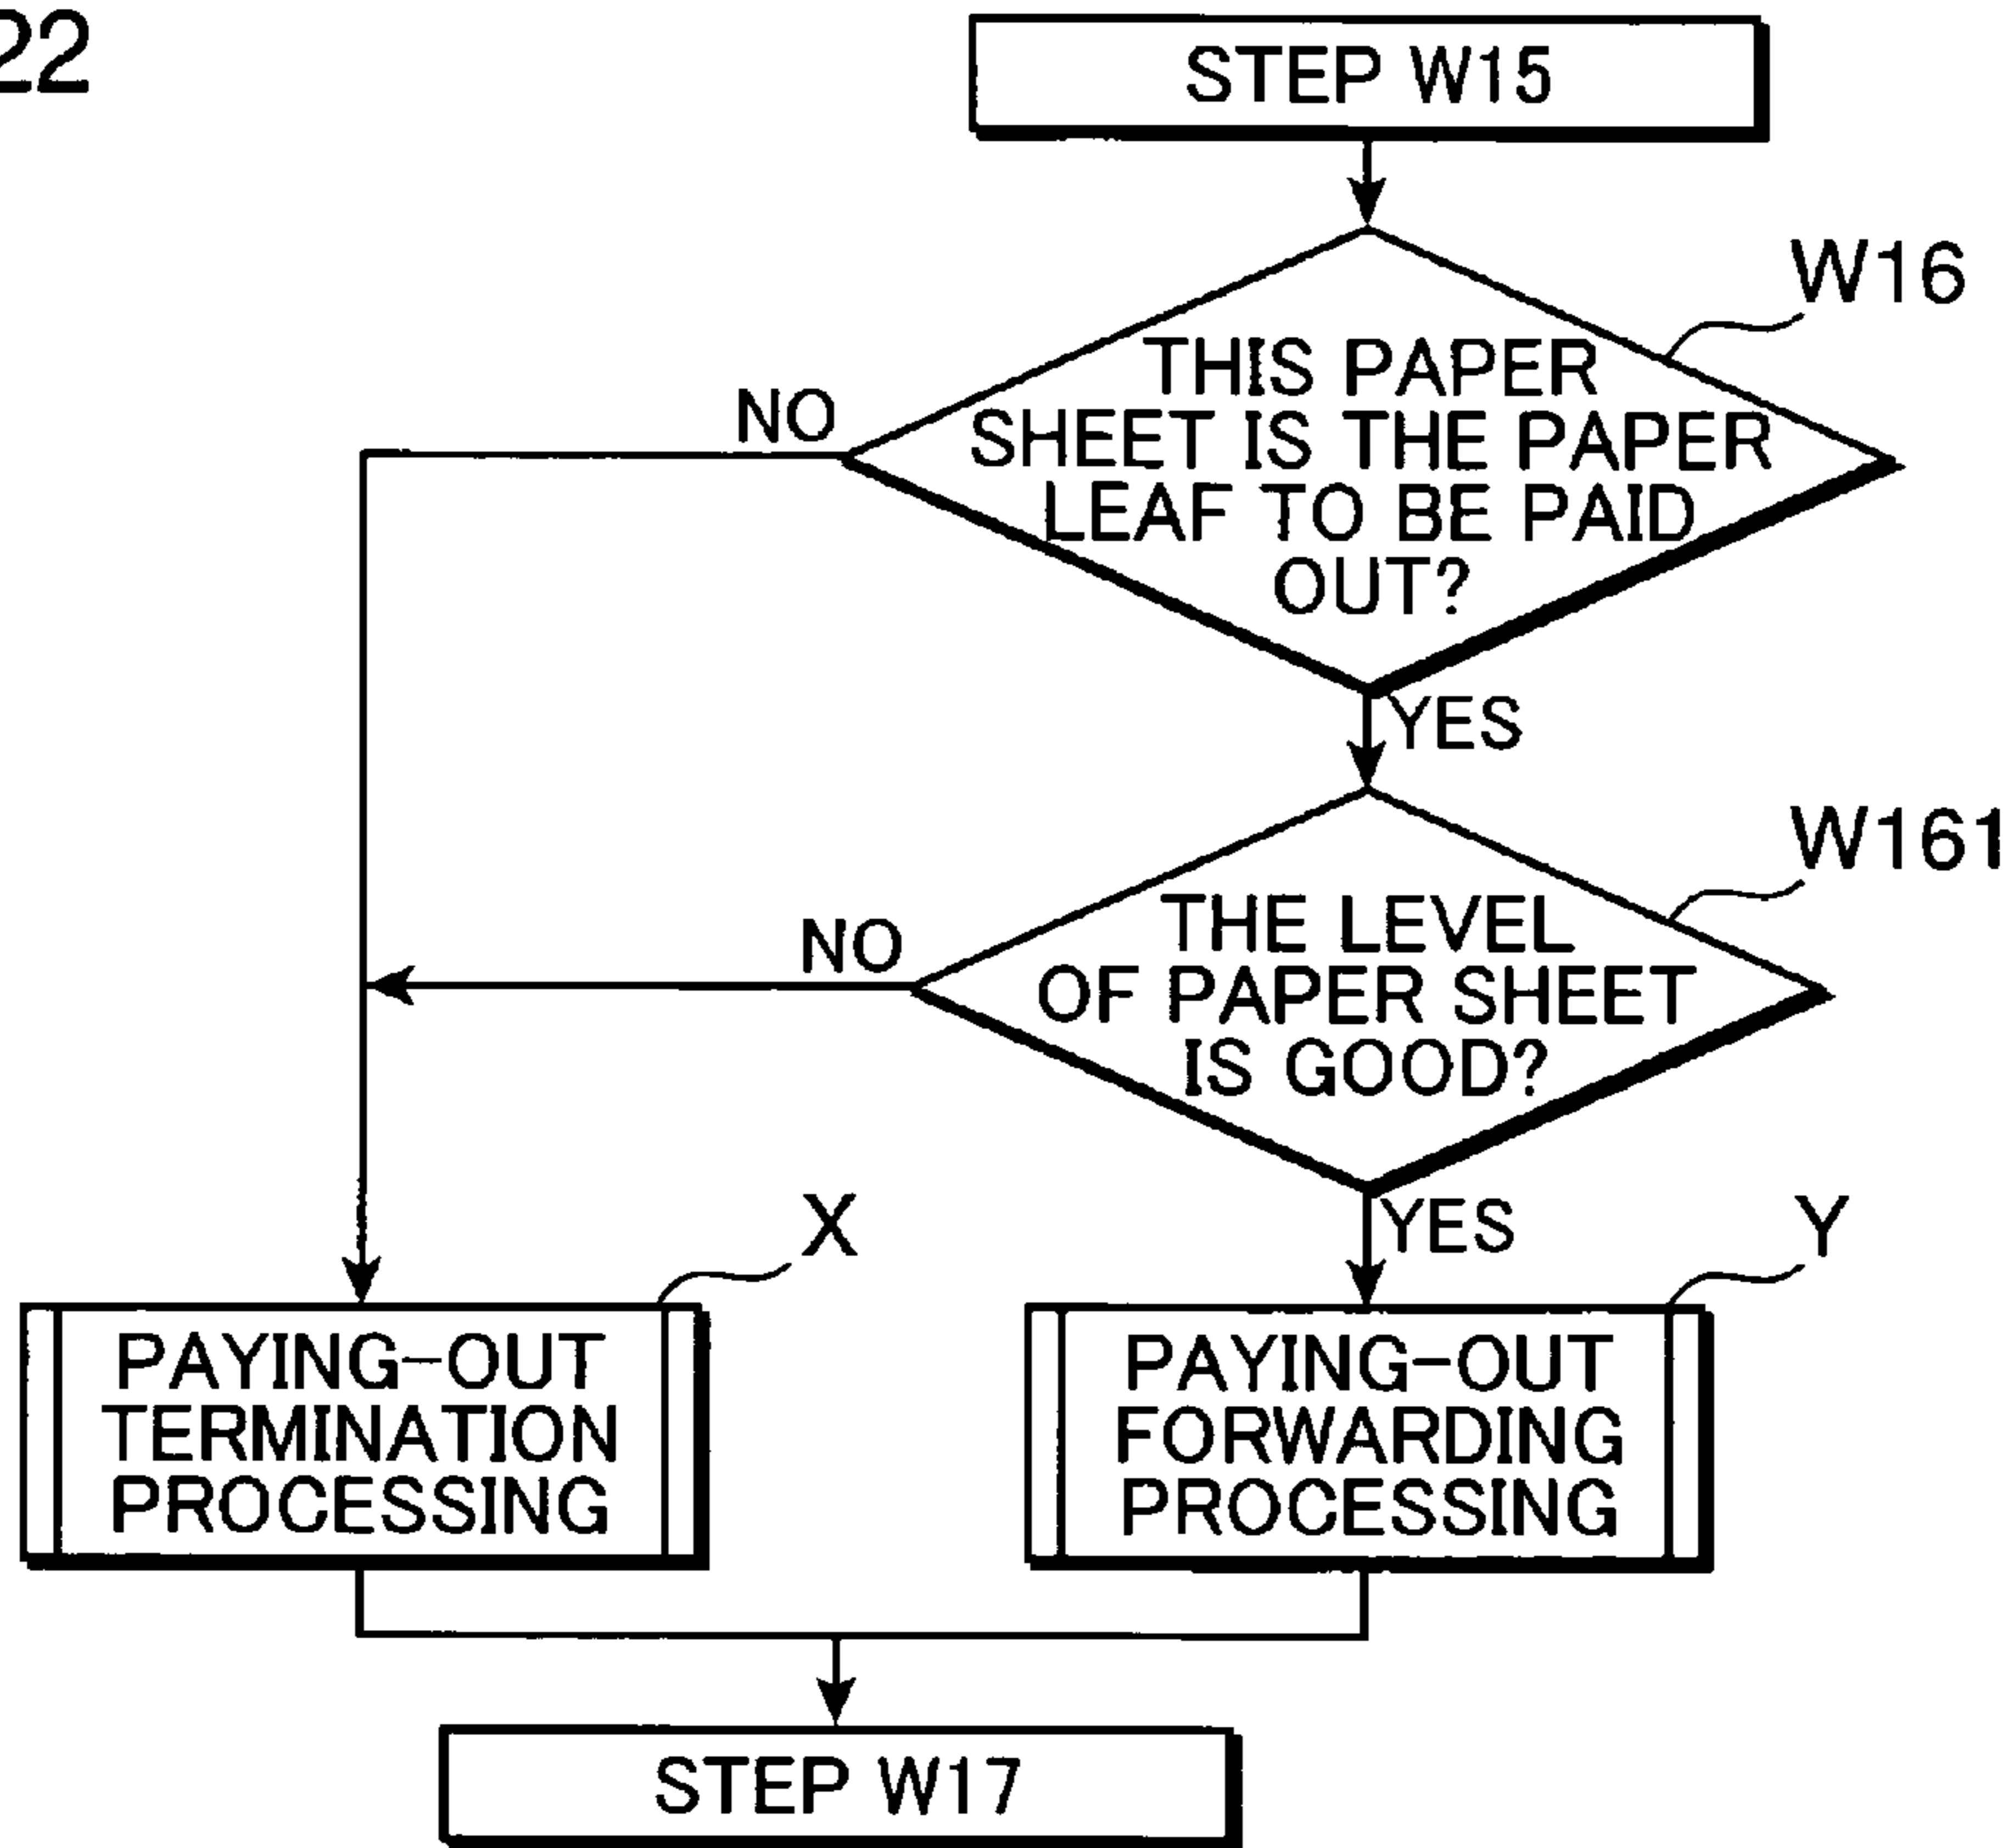 22
STEP W15
W16
THIS PAPER
SHEET IS THE PAPER
LEAF TO BE PAID
OUT?
NO
YES
W161
THE LEVEL
OF PAPER SHEET
IS GOOD?
NO
YES
X
Y
PAYING-OUT
TERMINATION
PROCESSING
PAYING-OUT
FORWARDING
PROCESSING
STEP W17